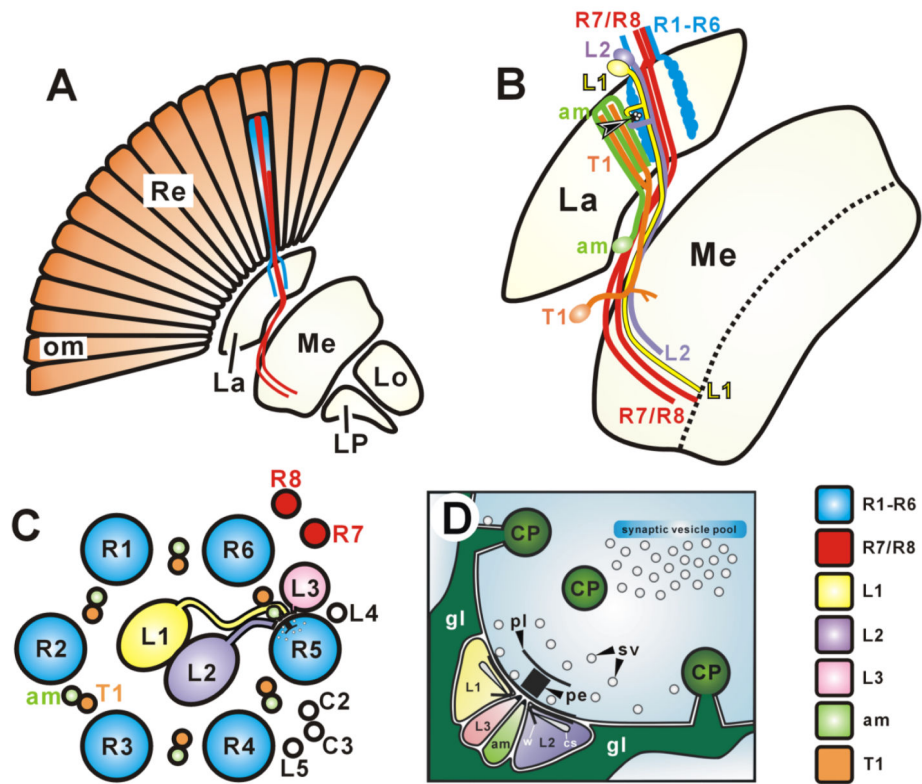 A
Re
om
La
Me
Lo
LP
B
R7/R8
R1-R6
L2
L1
am
T1
La
am
Me
T1
L2
L1
R7/R8
C
R8
R7
R1
R6
L3
L4
L1
R2
L2
R5
am
T1
C2
R3
R4
C3
L5
D
CP
synaptic vesicle pool
CP
gl
pl
sv
CP
L1
pe
L3
am
w
L2
cs
gl
R1-R6
R7/R8
L1
L2
L3
am
T1